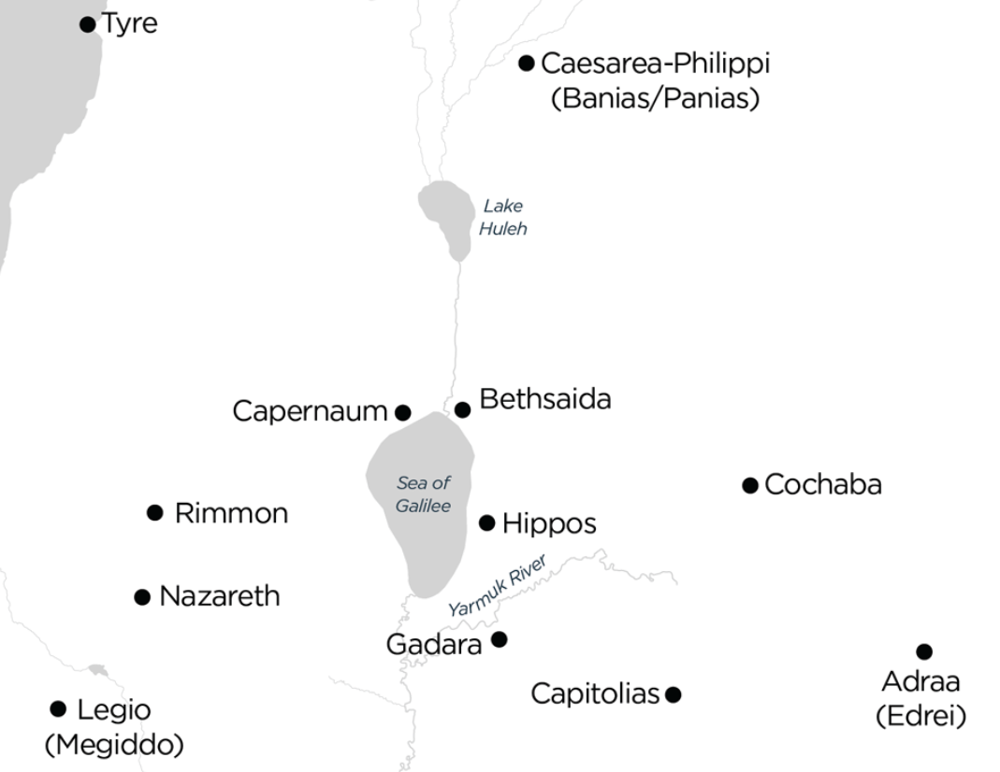 Tyre
Caesarea-Philippi
(Banias/Panias)
Lake
Huleh
Capernaum
Bethsaida
Sea of
Galilee
Cochaba
Rimmon
Hippos
Yarmuk River
Nazareth
Gadara
Capitolias
Adraa
(Edrei)
Legio
(Megiddo)